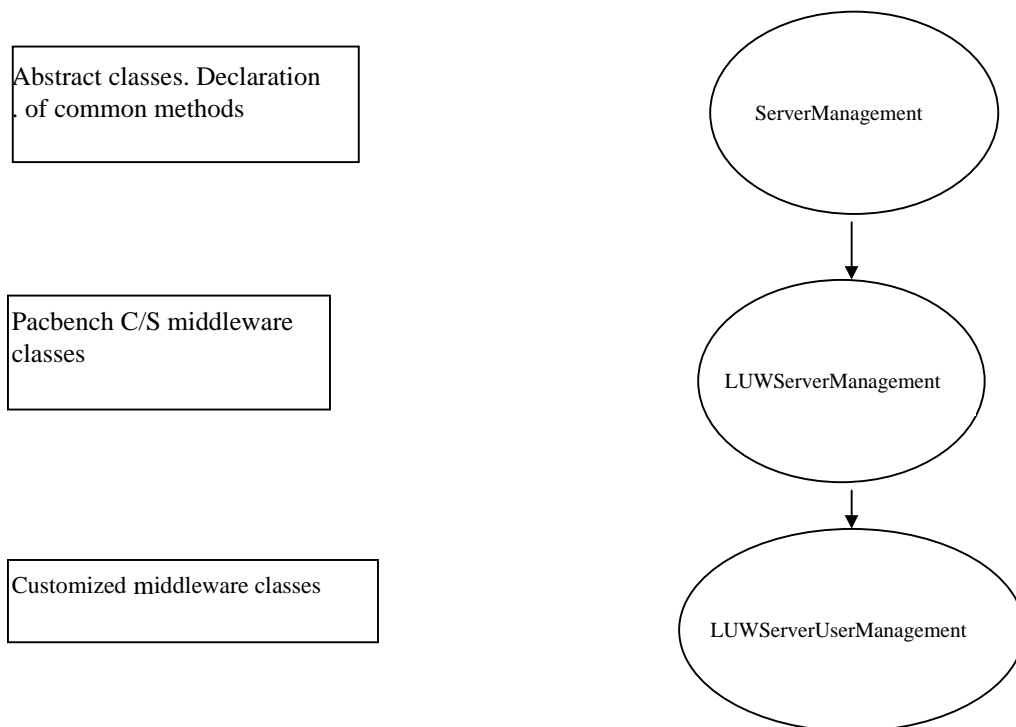 Abstract classes. Declaration
. of common methods
ServerManagement
Pacbench C/S middleware
classes
LUWServerManagement
Customized middleware classes
LUWServerUserManagement